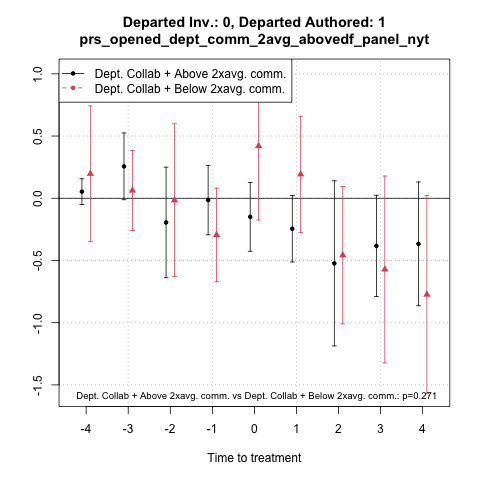 Departed Inv.: 0, Departed Authored: 1
prs_opened_dept_comm_2avg_abovedf_panel_nyt
Dept. Collab + Above 2xavg. comm.
Dept. Collab + Below 2xavg. comm.
1.0
0.5
0.0
-0.5
-1.0
-1.5
Dept. Collab + Above 2xavg. comm. vs Dept. Collab + Below 2xavg. comm.: p=0.271
-4 -3 -2 -1 0 1 2 3 4
Time to treatment